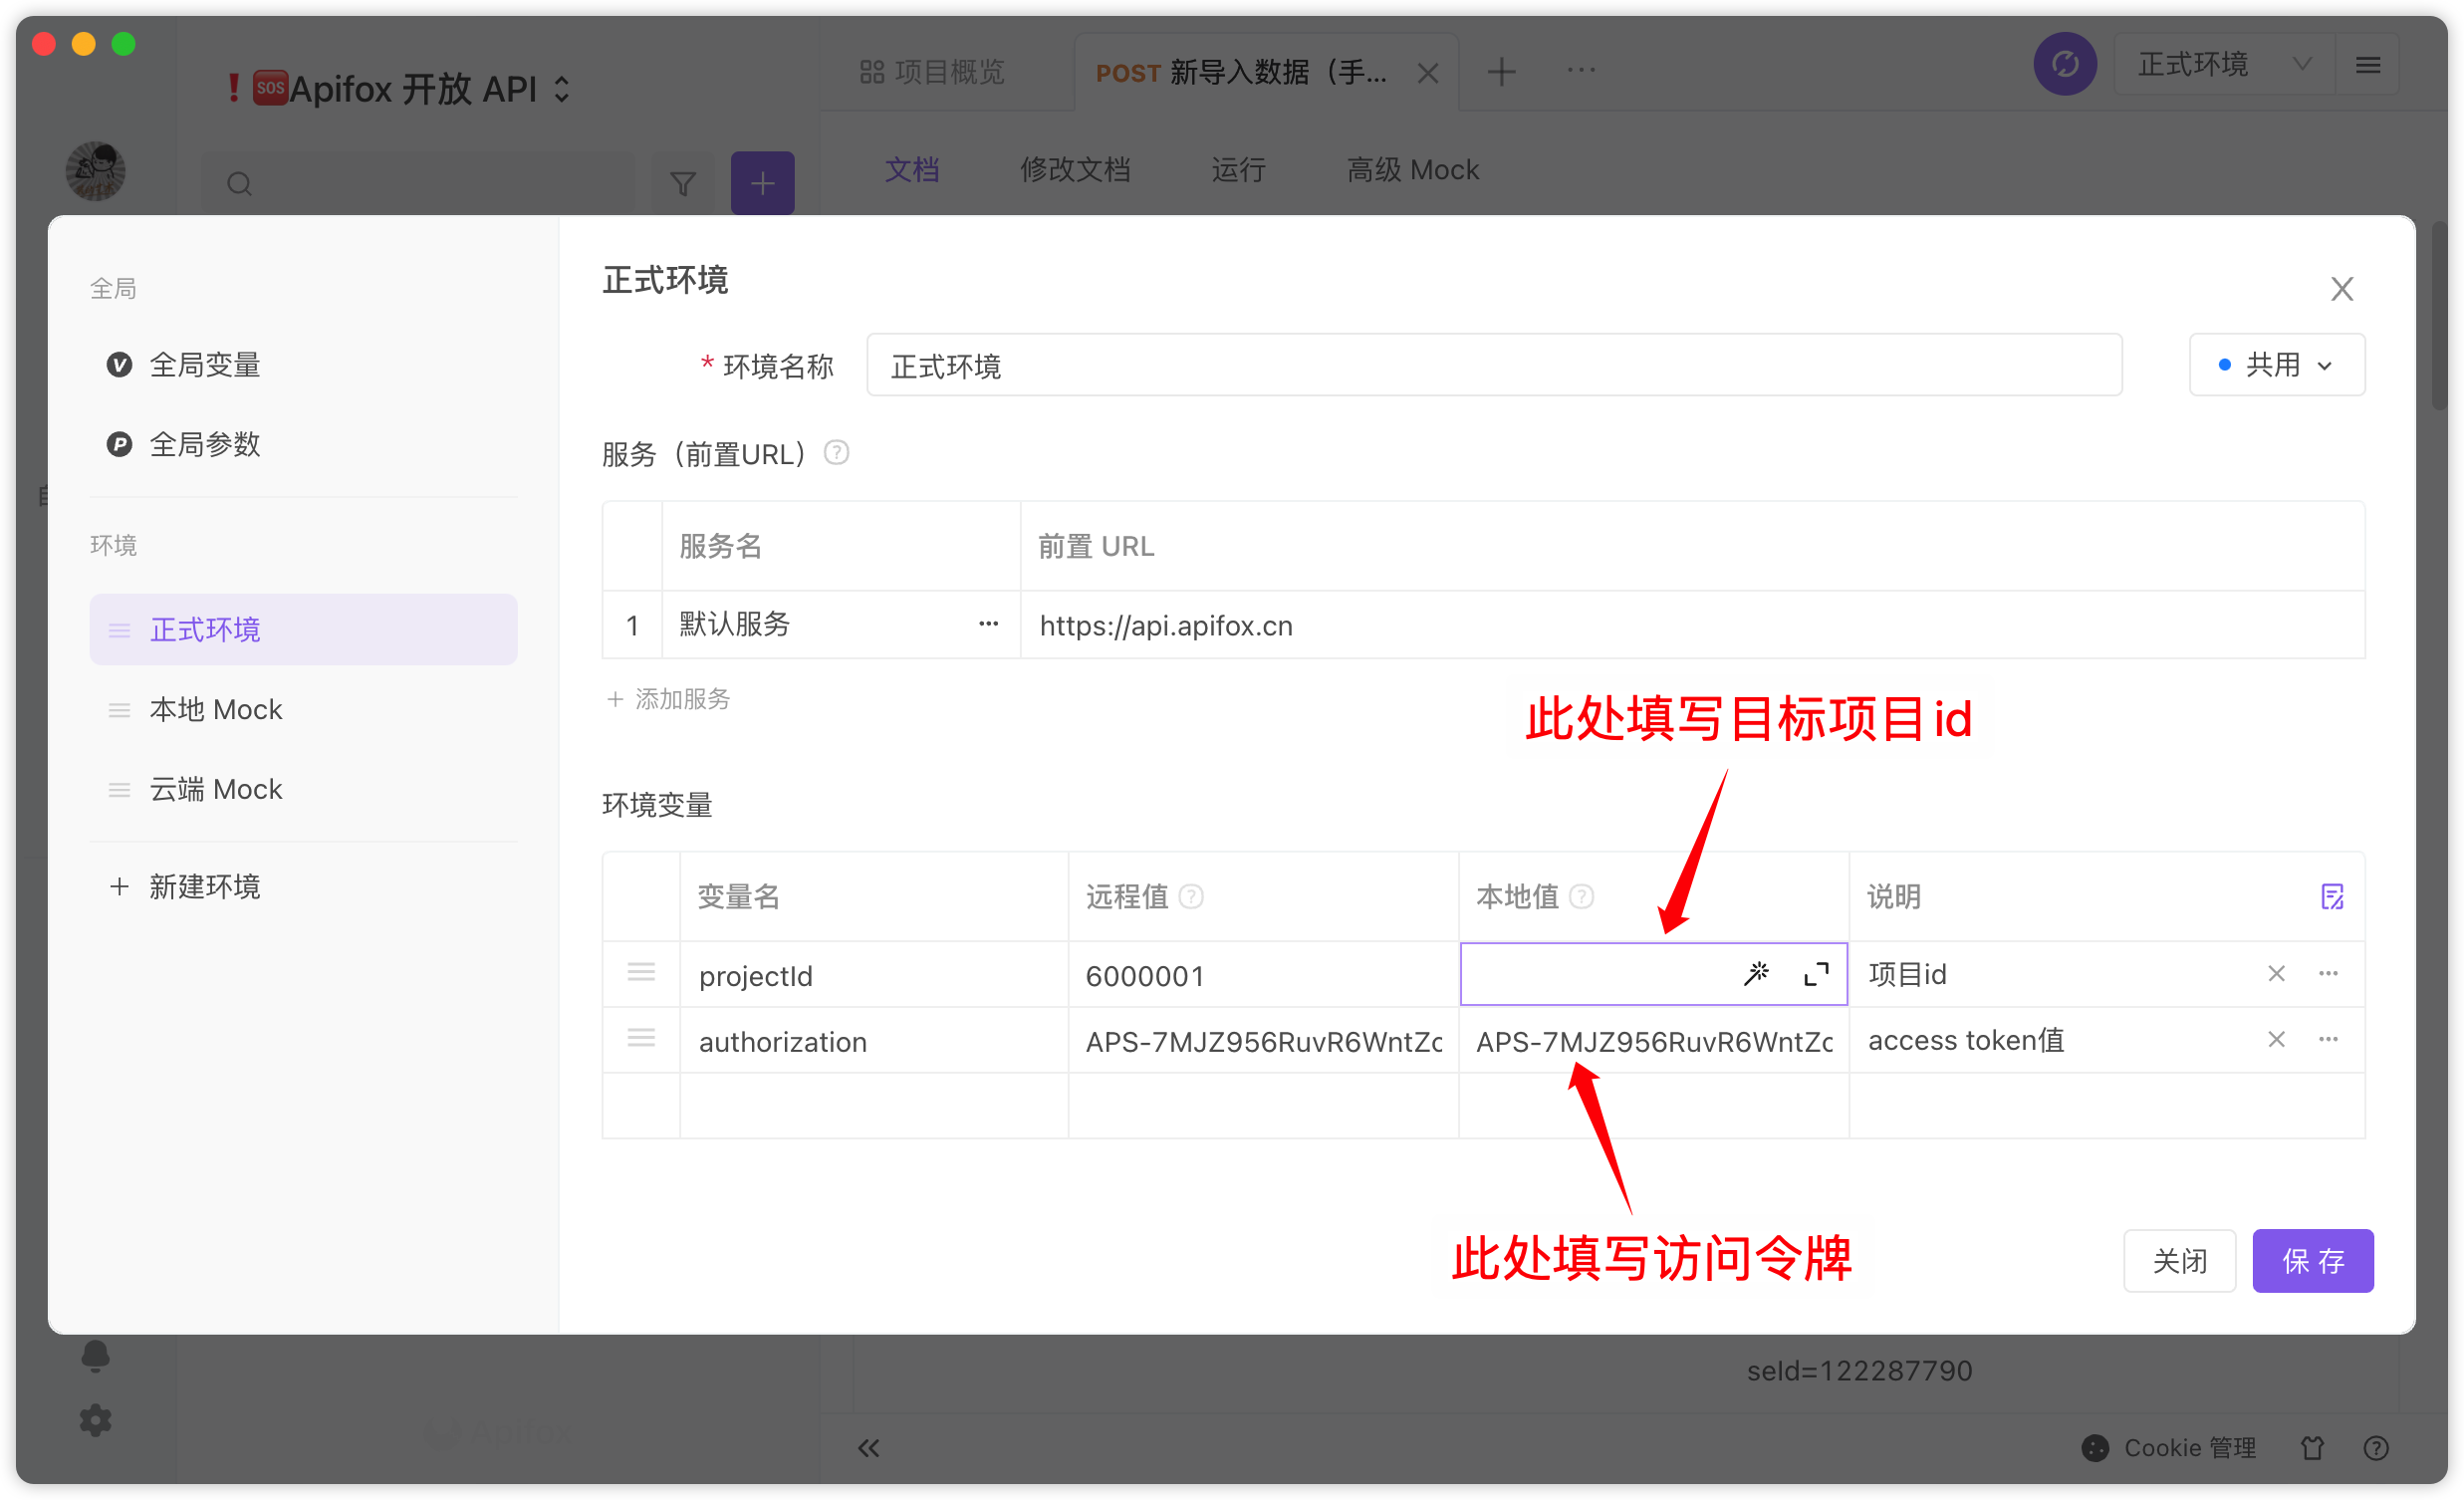 ❗🆘Apifox 开放 API
项目概览
POST 新导入数据（手...
正式环境
文档
修改文档
运行
高级 Mock
全局
全局变量
全局参数
环境
正式环境
本地 Mock
云端 Mock
+ 新建环境
正式环境
* 环境名称
正式环境
共用
服务（前置URL）
服务名
前置 URL
1
默认服务
https://api.apifox.cn
+ 添加服务
此处填写目标项目id
环境变量
变量名
远程值
本地值
说明
projectId
6000001
项目id
authorization
APS-7MJZ956RuvR6WntZc
APS-7MJZ956RuvR6WntZc
access token值
此处填写访问令牌
关闭
保 存
seId=122287790
Apifox
Cookie 管理